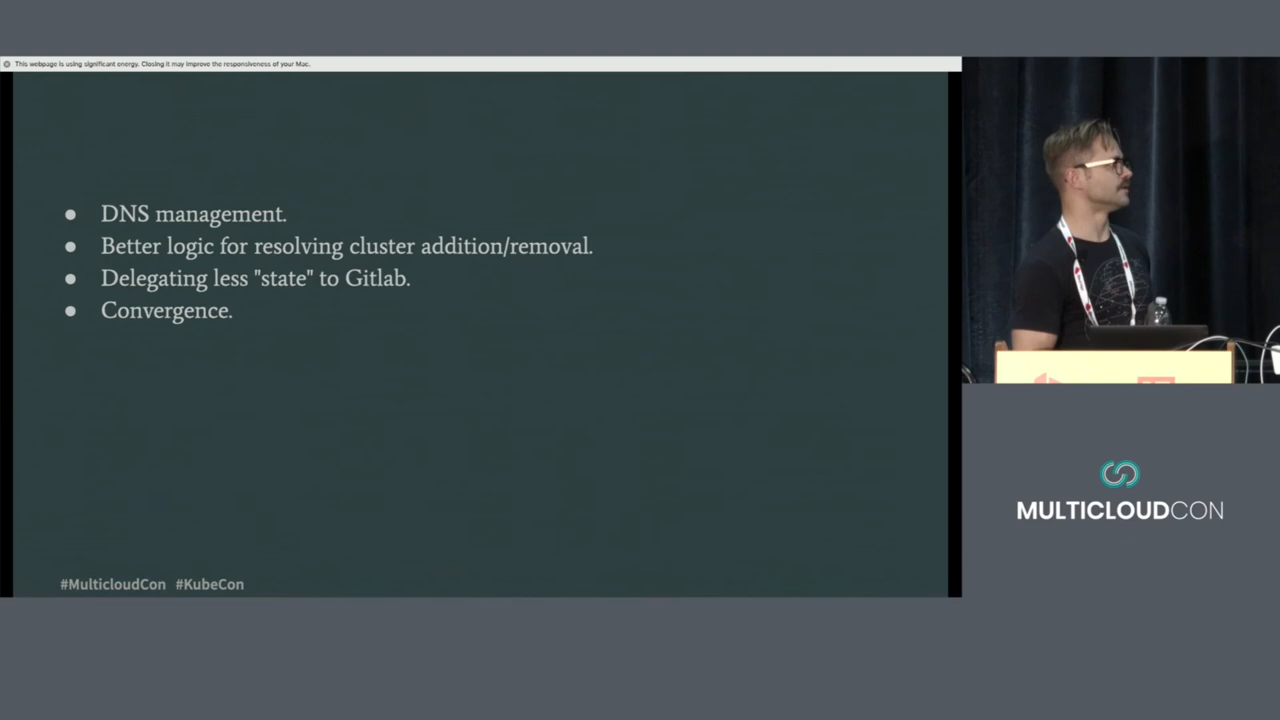 This webpage is using significant energy. Closing it may improve the responsiveness of your Mac.
● DNS management.
● Better logic for resolving cluster addition/removal.
● Delegating less "state" to Gitlab.
● Convergence.
#MulticloudCon #KubeCon
MULTICLOUDCON